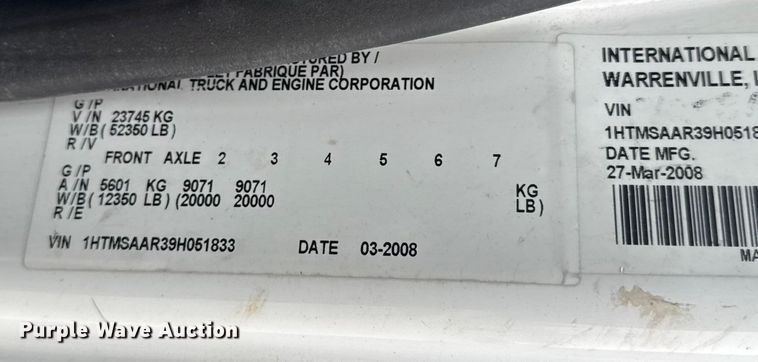 BY /
FABRIQUE PAR)
TRUCK AND ENGINE CORPORATION
G/P
V/N 23745 KG
W/B( 52350 LB)
R/V
FRONT AXLE 2 3 4 5 6 7
G/P
A/N 5601 KG 9071 9071 KG
W/B( 12350 LB) (20000 20000 LB)
R/E
VIN 1HTMSAAR39H051833 DATE 03-2008
INTERNATIONAL
WARRENVILLE,
VIN
1HTMSAAR39H0518
DATE MFG.
27-Mar-2008
MA
Purple Wave Auction